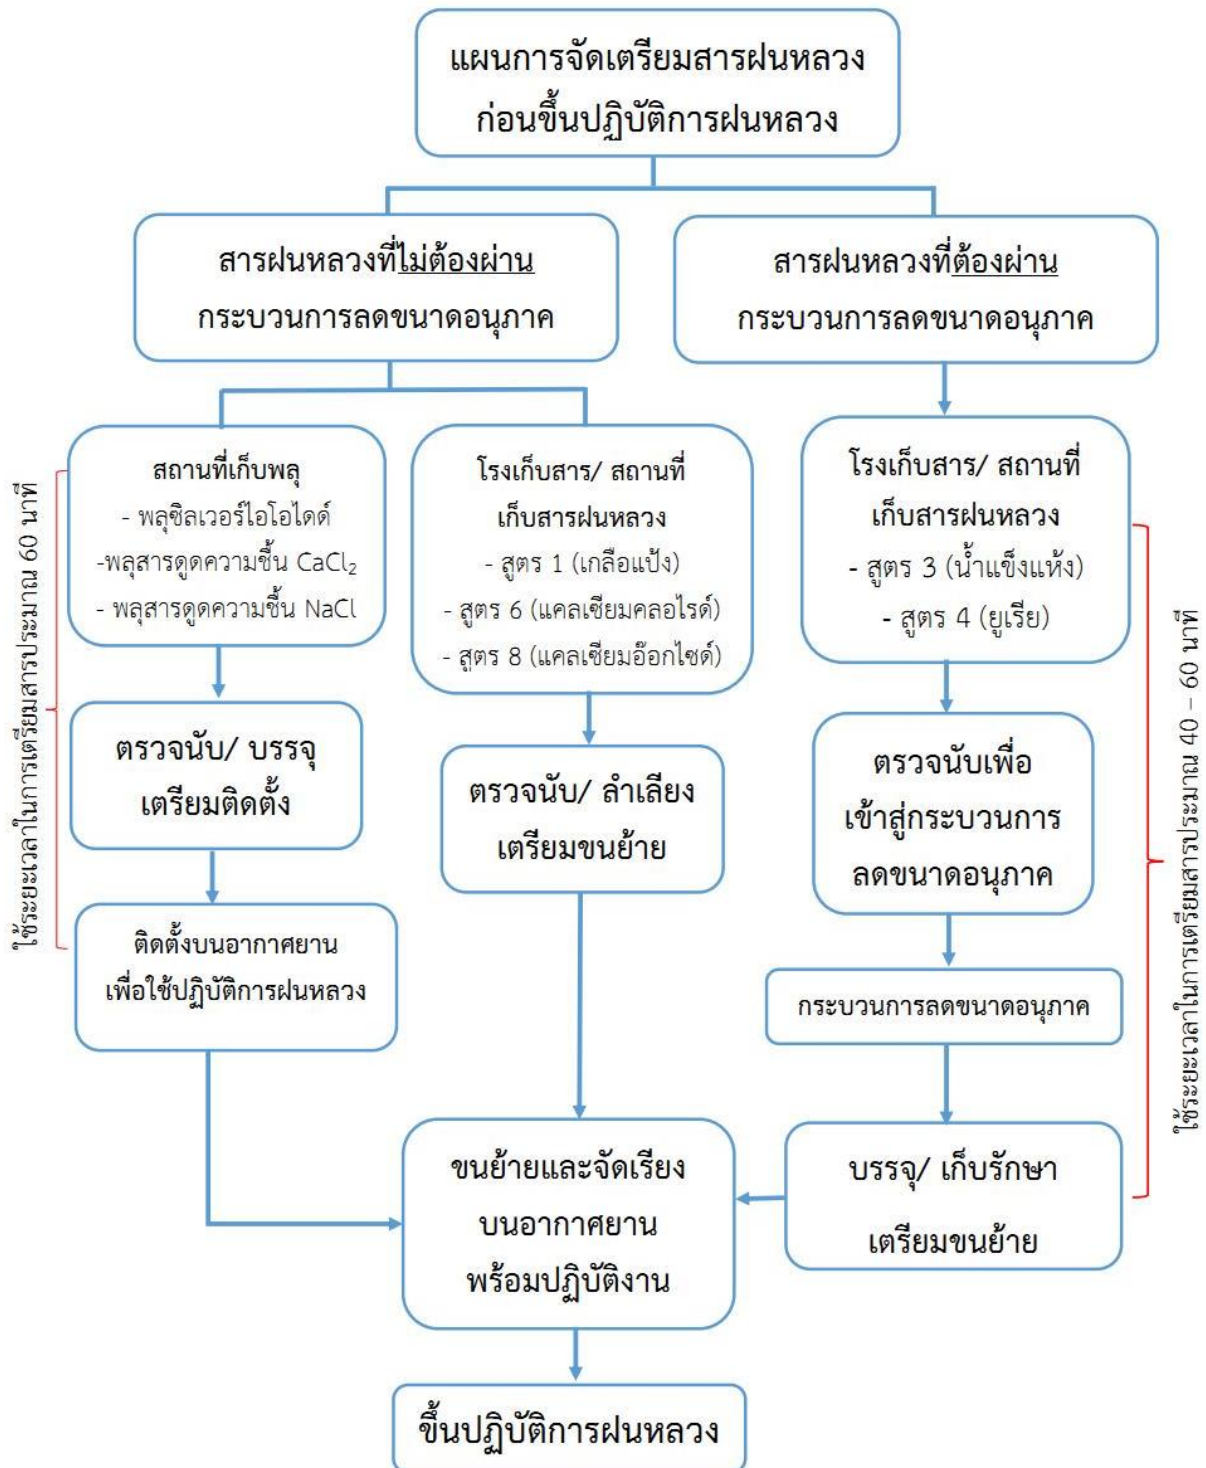 แผนการจัดเตรียมสารฝนหลวง
ก่อนขึ้นปฏิบัติการฝนหลวง
สารฝนหลวงที่ไม่ต้องผ่าน
กระบวนการลดขนาดอนุภาค
สารฝนหลวงที่ต้องผ่าน
กระบวนการลดขนาดอนุภาค
ใช้ระยะเวลาในการเตรียมสารประมาณ 60 นาที
สถานที่เก็บพลุ
- พลุซิลเวอร์ไอโอไดด์
-พลุสารดูดความชื้น CaCl₂
- พลุสารดูดความชื้น NaCl
โรงเก็บสาร/ สถานที่
เก็บสารฝนหลวง
- สูตร 1 (เกลือแป้ง)
- สูตร 6 (แคลเซียมคลอไรด์)
- สูตร 8 (แคลเซียมอ๊อกไซด์)
โรงเก็บสาร/ สถานที่
เก็บสารฝนหลวง
- สูตร 3 (น้ำแข็งแห้ง)
- สูตร 4 (ยูเรีย)
ใช้ระยะเวลาในการเตรียมสารประมาณ 40 – 60 นาที
ตรวจนับ/ บรรจุ
เตรียมติดตั้ง
ตรวจนับ/ ลำเลียง
เตรียมขนย้าย
ตรวจนับเพื่อ
เข้าสู่กระบวนการ
ลดขนาดอนุภาค
ติดตั้งบนอากาศยาน
เพื่อใช้ปฏิบัติการฝนหลวง
กระบวนการลดขนาดอนุภาค
ขนย้ายและจัดเรียง
บนอากาศยาน
พร้อมปฏิบัติงาน
บรรจุ/ เก็บรักษา
เตรียมขนย้าย
ขึ้นปฏิบัติการฝนหลวง